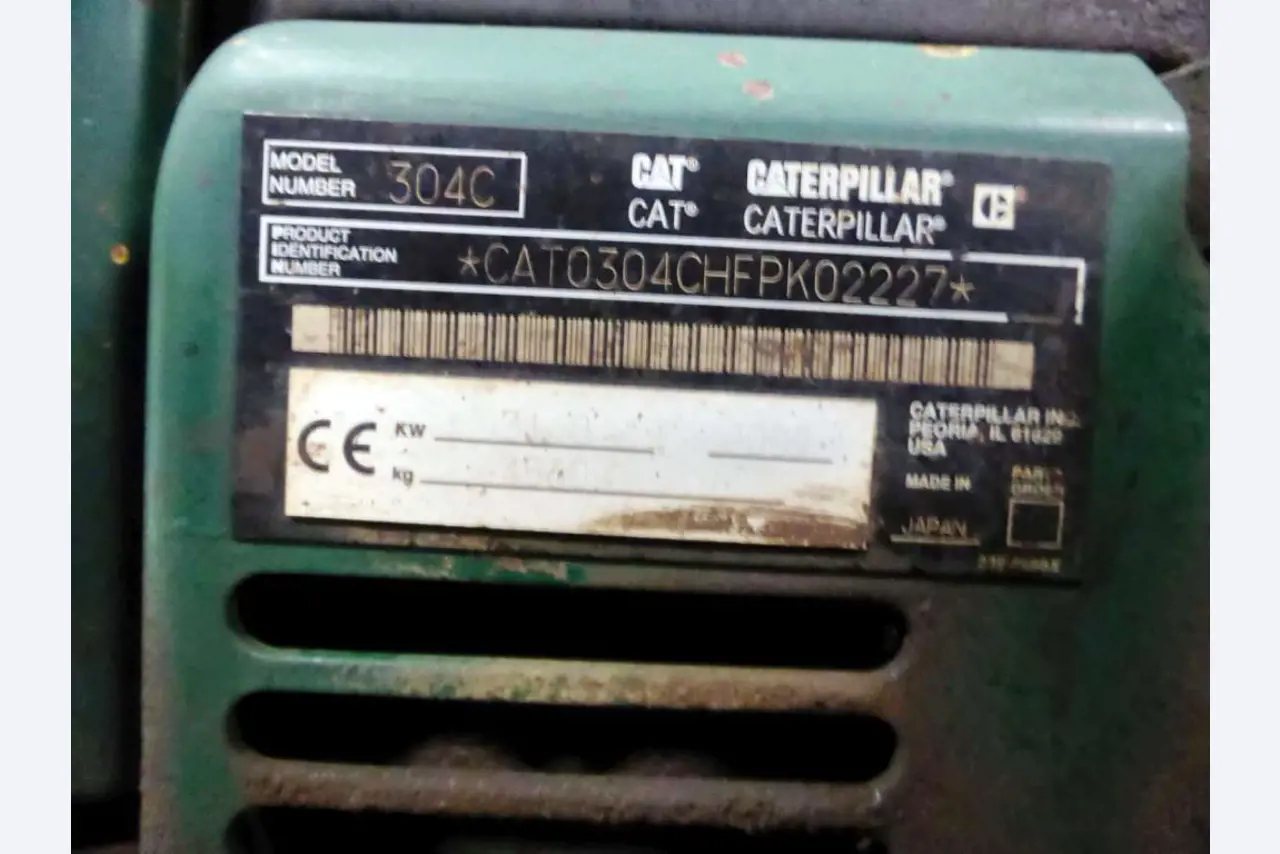 MODEL
NUMBER 304C
CAT® CATERPILLAR®
CAT® CATERPILLAR®
PRODUCT
IDENTIFICATION
NUMBER
*CAT0304CHFPK02227*
CE KW
kg
CATERPILLAR INC.
PEORIA, IL 61629
USA
MADE IN
JAPAN